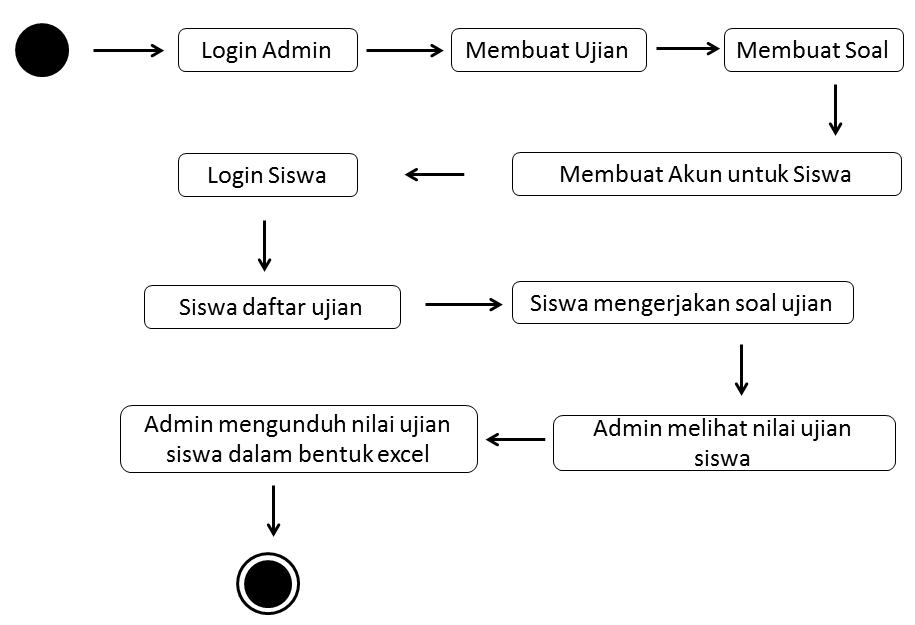 Login Admin
Membuat Ujian
Membuat Soal
Membuat Akun untuk Siswa
Login Siswa
Siswa daftar ujian
Siswa mengerjakan soal ujian
Admin melihat nilai ujian
siswa
Admin mengunduh nilai ujian
siswa dalam bentuk excel